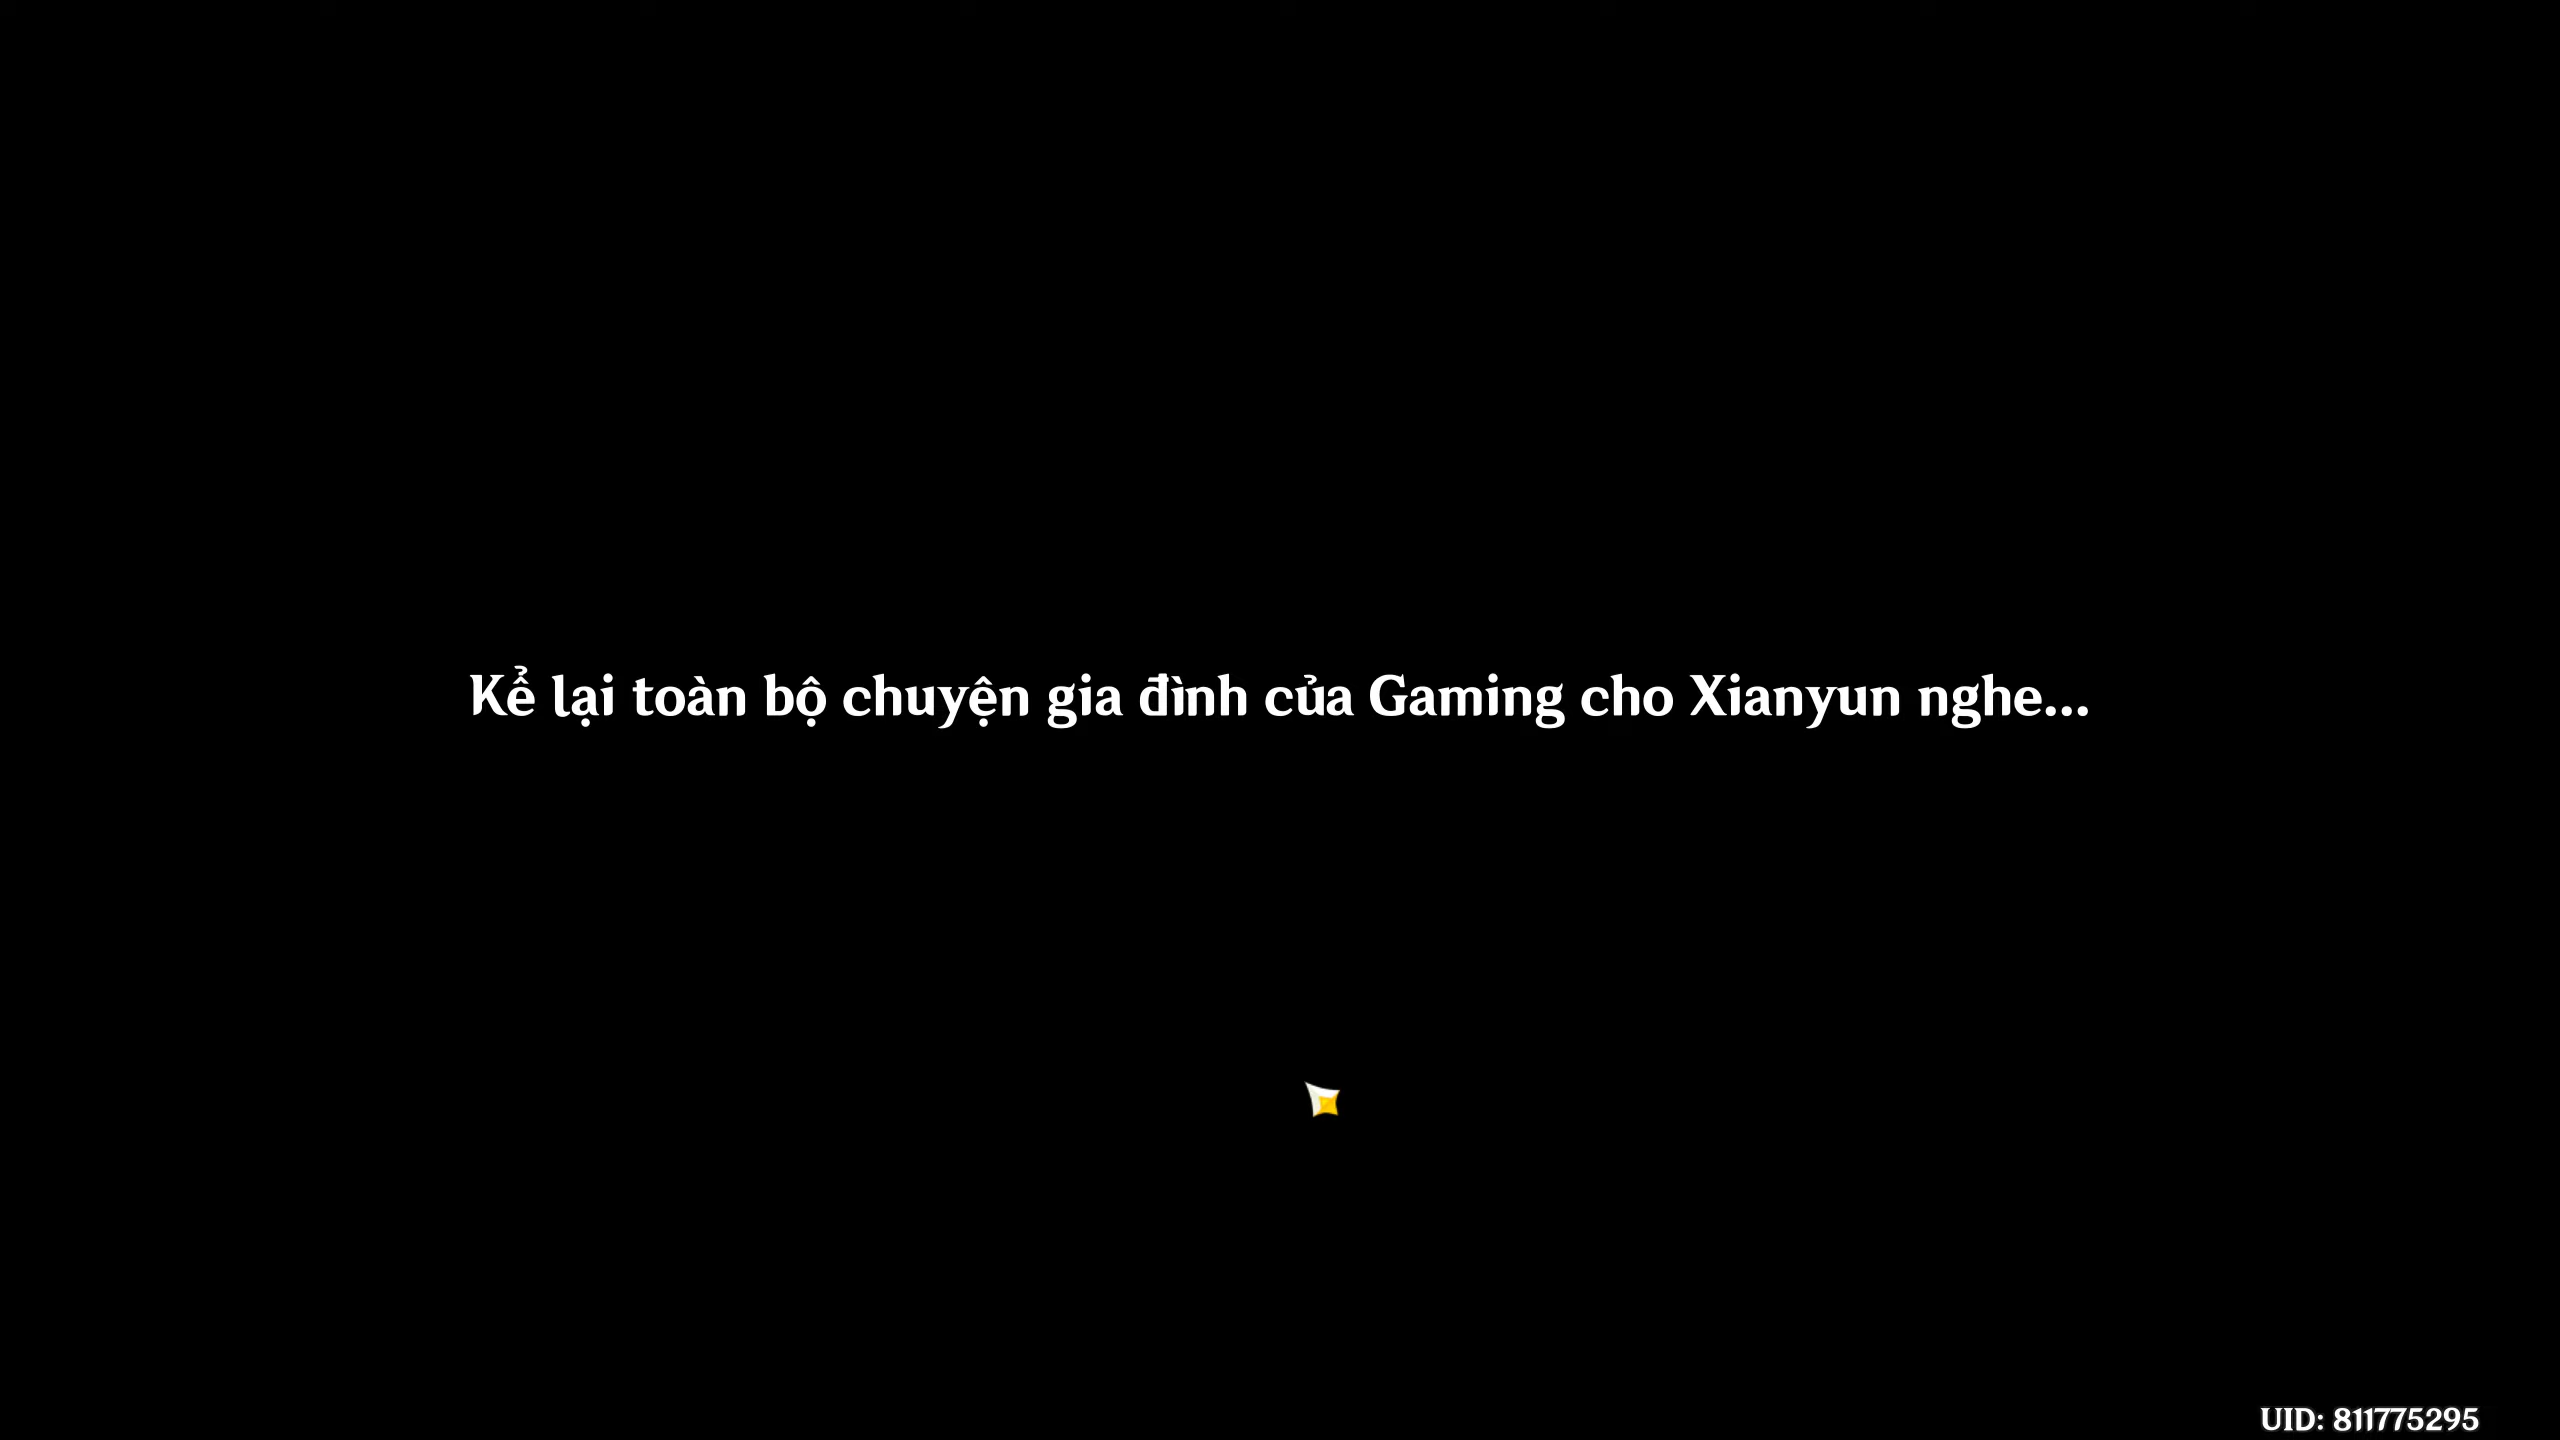 Kể lại toàn bộ chuyện gia đình của Gaming cho Xianyun nghe...
UID: 811775295